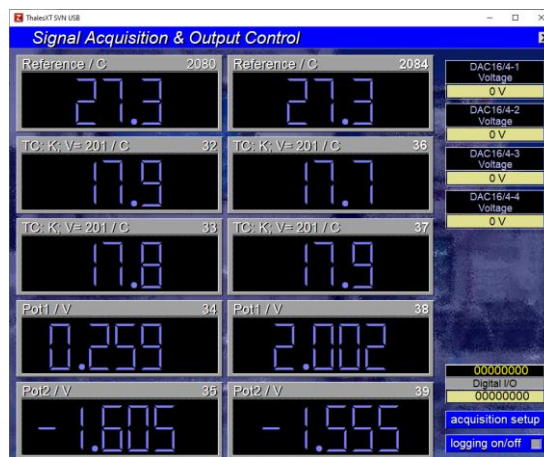 ThalesXT SVN USB
Signal Acquisition & Output Control
Reference / C 2080
27.3
Reference / C 2084
27.3
TC: K; V= 201 / C 32
17.9
TC: K; V= 201 / C 36
17.7
TC: K; V= 201 / C 33
17.8
TC: K; V= 201 / C 37
17.9
Pot1 / V 34
0.259
Pot1 / V 38
2.002
Pot2 / V 35
-1.605
Pot2 / V 39
-1.555
DAC16/4-1
Voltage
0 V
DAC16/4-2
Voltage
0 V
DAC16/4-3
Voltage
0 V
DAC16/4-4
Voltage
0 V
00000000
Digital I/O
00000000
acquisition setup
logging on/off